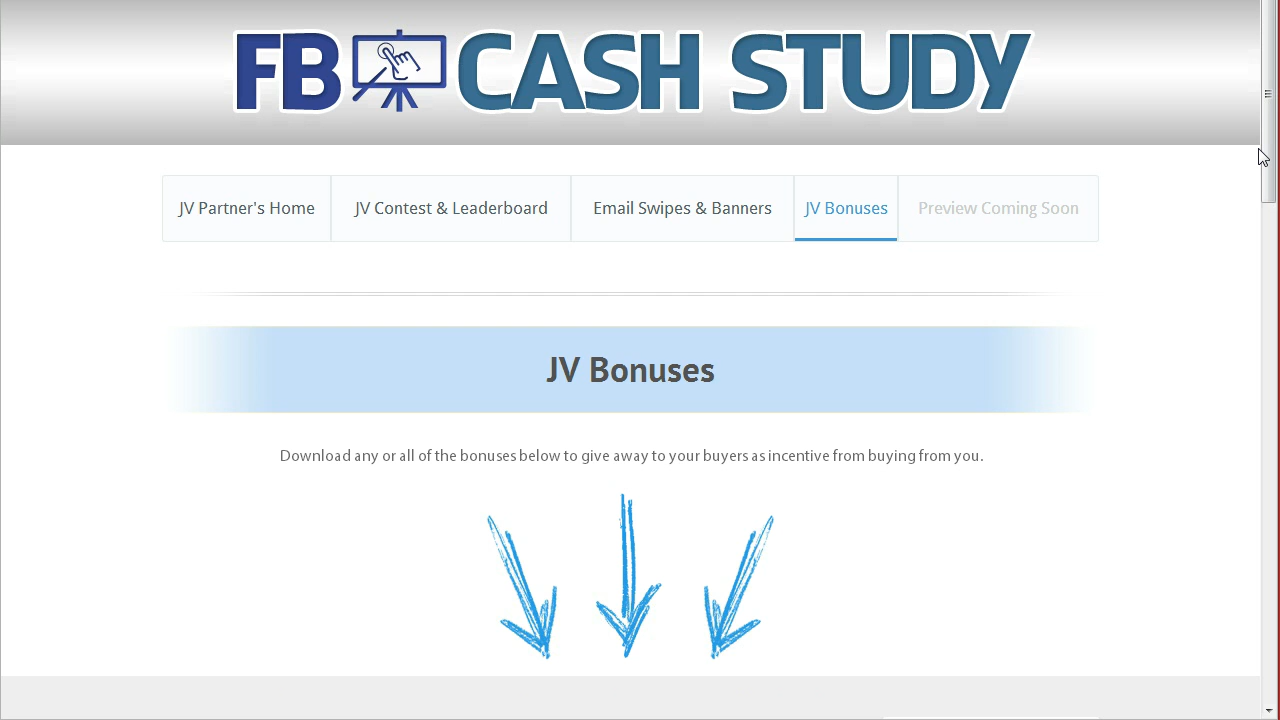 FB CASH STUDY
JV Partner's Home
JV Contest & Leaderboard
Email Swipes & Banners
JV Bonuses
Preview Coming Soon
JV Bonuses
Download any or all of the bonuses below to give away to your buyers as incentive from buying from you.